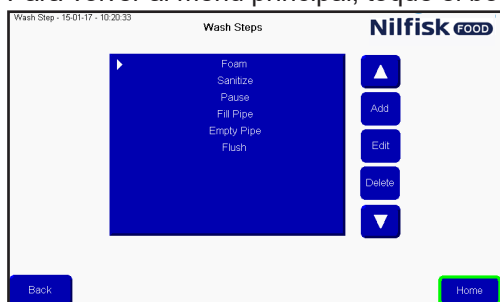 Para volver al menú principal, toque el bo
Wash Step - 15-01-17 - 10:20:33
Wash Steps
Nilfisk FOOD
Foam
Sanitize
Pause
Fill Pipe
Empty Pipe
Flush
Add
Edit
Delete
Back
Home